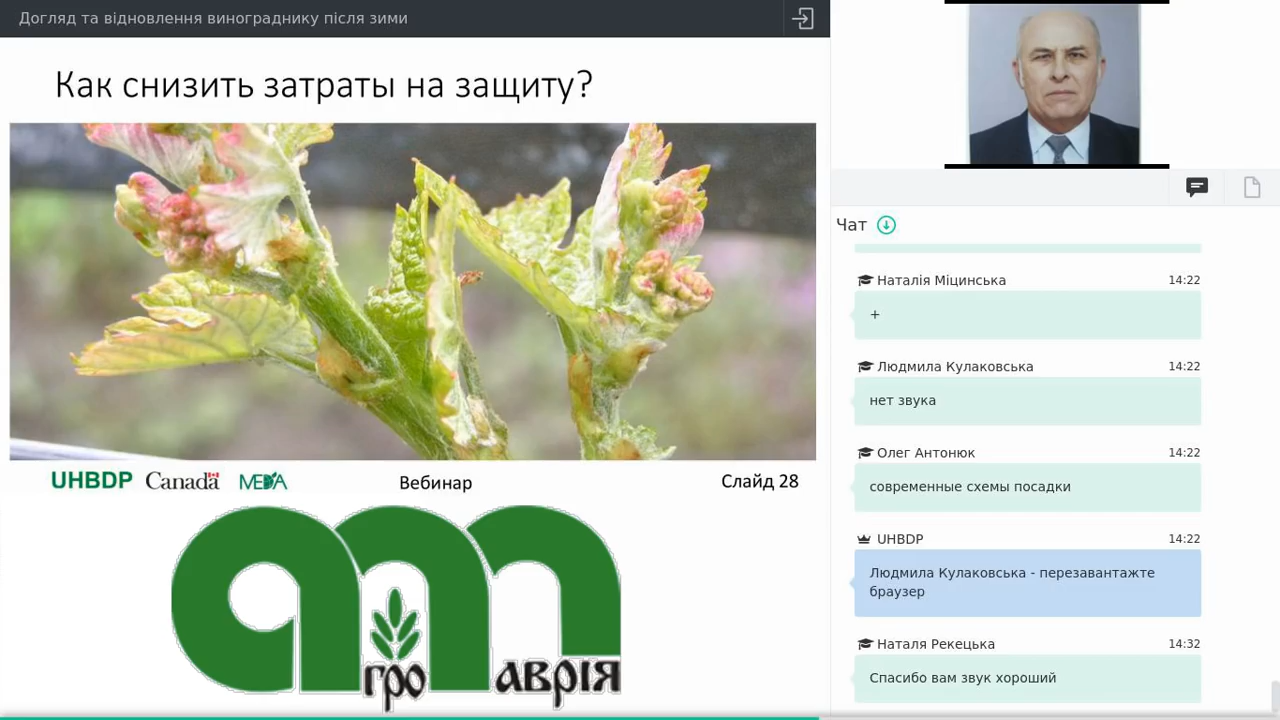 Догляд та відновлення винограднику після зими
Как снизить затраты на защиту?
UHBDP Canada MEDA
Вебинар
Слайд 28
гро аврія
Чат
Наталія Міцинська 14:22
+
Людмила Кулаковська 14:22
нет звука
Олег Антонюк 14:22
современные схемы посадки
UHBDP 14:22
Людмила Кулаковська - перезавантажте
браузер
Наталя Рекецька 14:32
Спасибо вам звук хороший